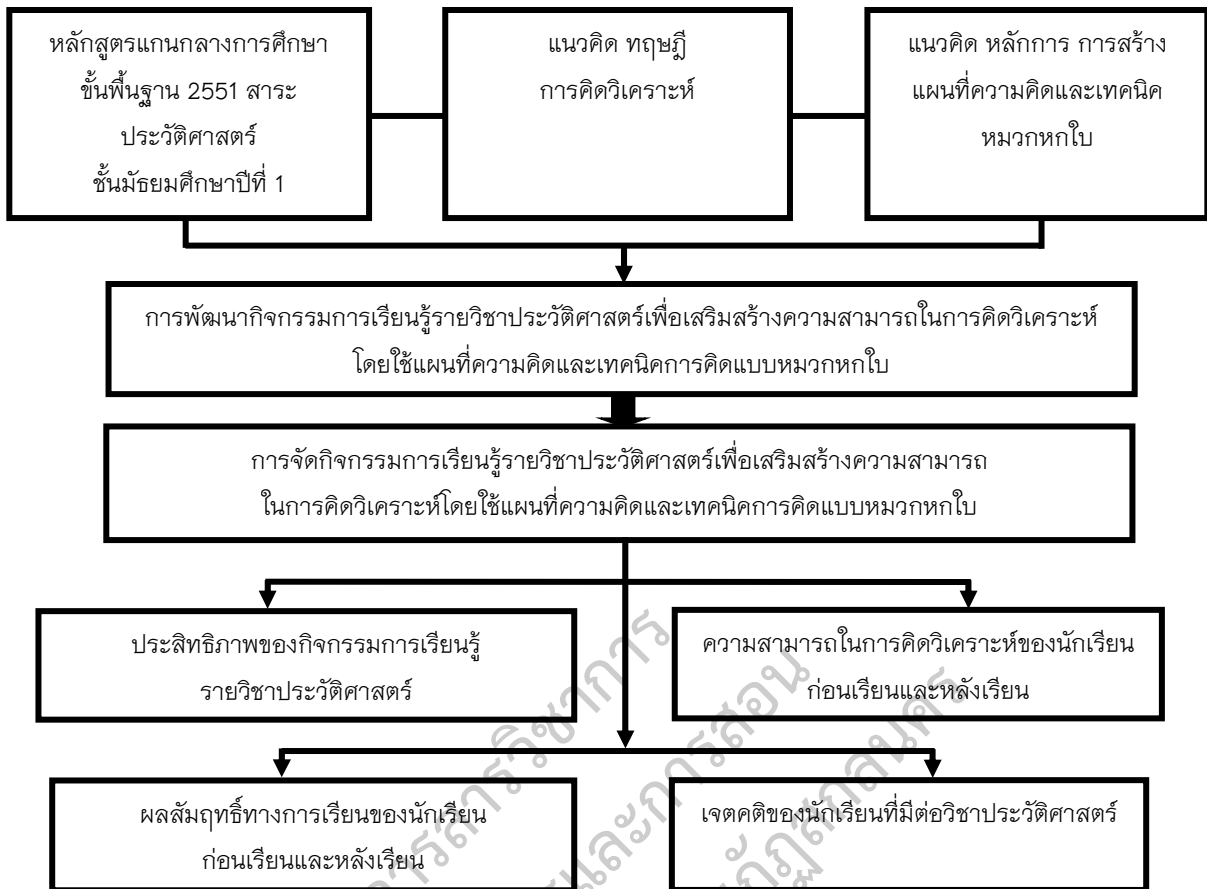 หลักสูตรแกนกลางการศึกษา
ขั้นพื้นฐาน 2551 สาระ
ประวัติศาสตร์
ชั้นมัธยมศึกษาปีที่ 1
แนวคิด ทฤษฎี
การคิดวิเคราะห์
แนวคิด หลักการ การสร้าง
แผนที่ความคิดและเทคนิค
หมวกหกใบ
การพัฒนากิจกรรมการเรียนรู้รายวิชาประวัติศาสตร์เพื่อเสริมสร้างความสามารถในการคิดวิเคราะห์
โดยใช้แผนที่ความคิดและเทคนิคการคิดแบบหมวกหกใบ
การจัดกิจกรรมการเรียนรู้รายวิชาประวัติศาสตร์เพื่อเสริมสร้างความสามารถ
ในการคิดวิเคราะห์โดยใช้แผนที่ความคิดและเทคนิคการคิดแบบหมวกหกใบ
ประสิทธิภาพของกิจกรรมการเรียนรู้
รายวิชาประวัติศาสตร์
ความสามารถในการคิดวิเคราะห์ของนักเรียน
ก่อนเรียนและหลังเรียน
ผลสัมฤทธิ์ทางการเรียนของนักเรียน
ก่อนเรียนและหลังเรียน
เจตคติของนักเรียนที่มีต่อวิชาประวัติศาสตร์